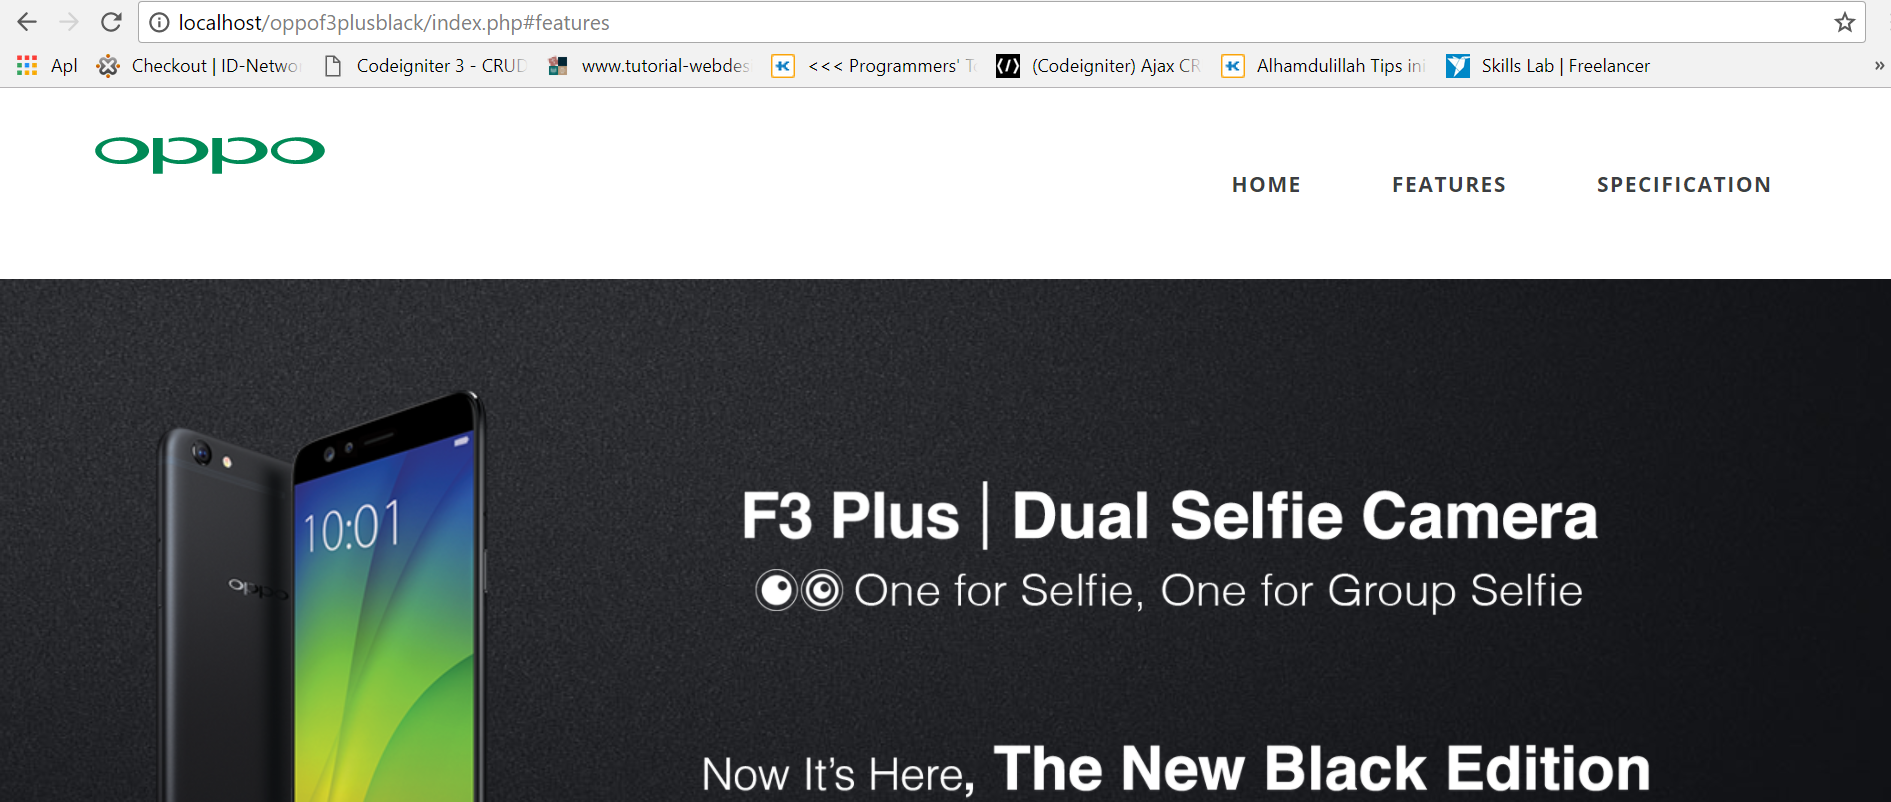 localhost/oppof3plusblack/index.php#features
Apl Checkout | ID-Netwo Codeigniter 3 - CRUD www.tutorial-webdes <<< Programmers' T (Codeigniter) Ajax CR Alhamdulillah Tips ini Skills Lab | Freelancer »
oppo
HOME FEATURES SPECIFICATION
10:01
oppo
F3 Plus | Dual Selfie Camera
One for Selfie, One for Group Selfie
Now It's Here, The New Black Edition